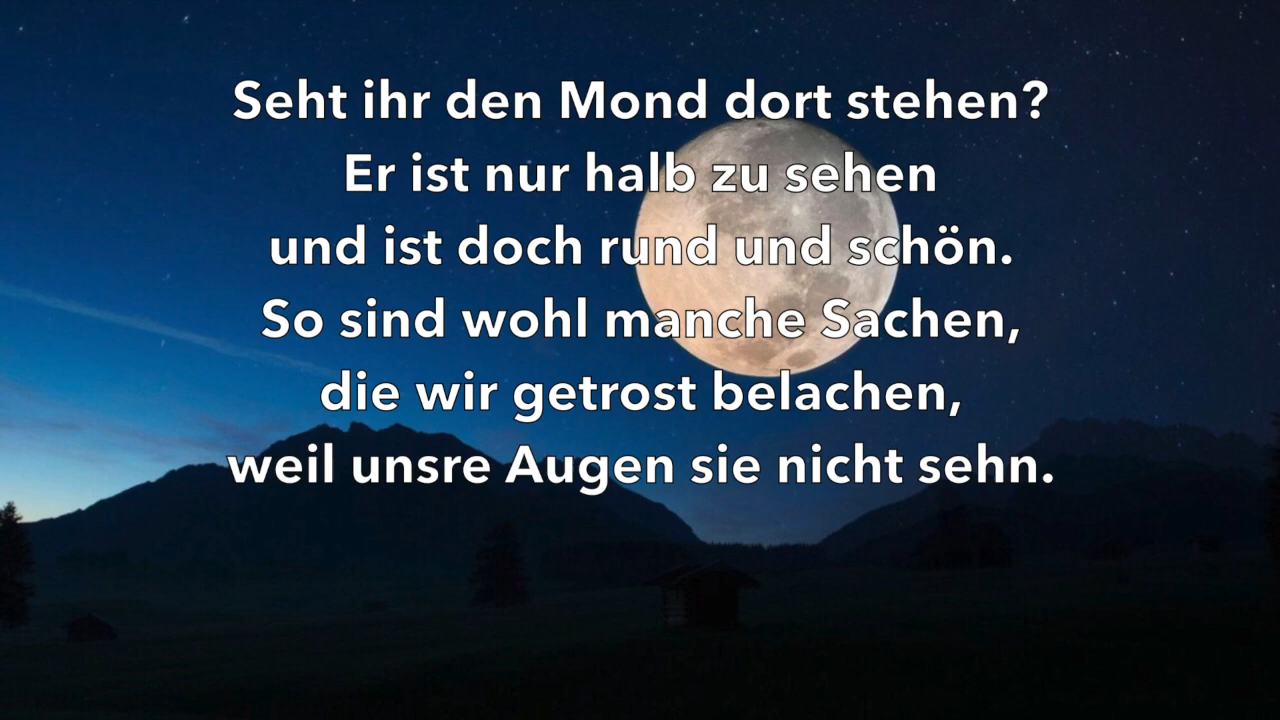 Seht ihr den Mond dort stehen?
Er ist nur halb zu sehen
und ist doch rund und schön.
So sind wohl manche Sachen,
die wir getrost belachen,
weil unsre Augen sie nicht sehn.